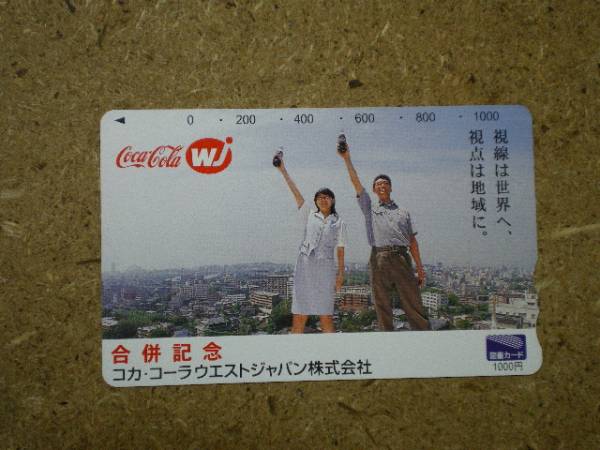 0 · 200 · 400 · 600 · 800 · 1000
Coca-Cola WJ
視線は世界へ、
視点は地域に。
合併記念
コカ・コーラウエストジャパン株式会社
図書カード
1000円